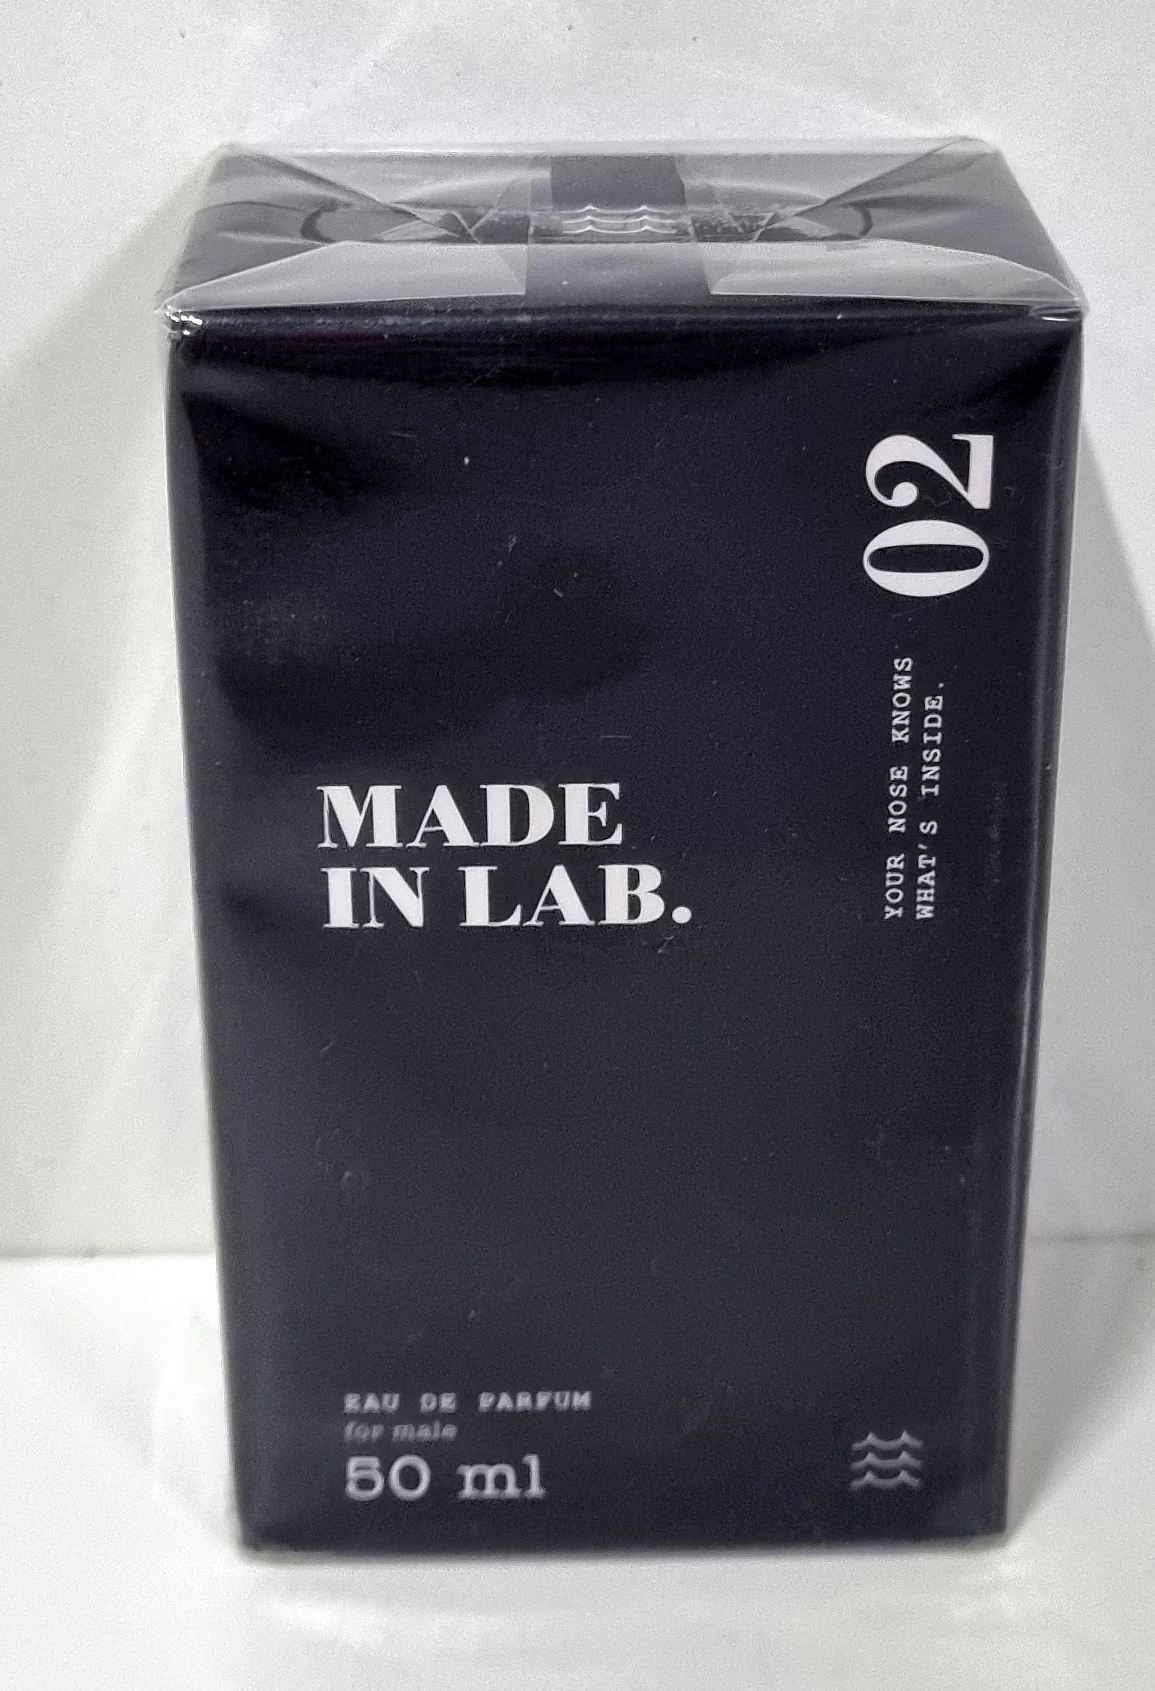 02
YOUR NOSE KNOWS
WHAT'S INSIDE.
MADE
IN LAB.
EAU DE PARFUM
for male
50 ml